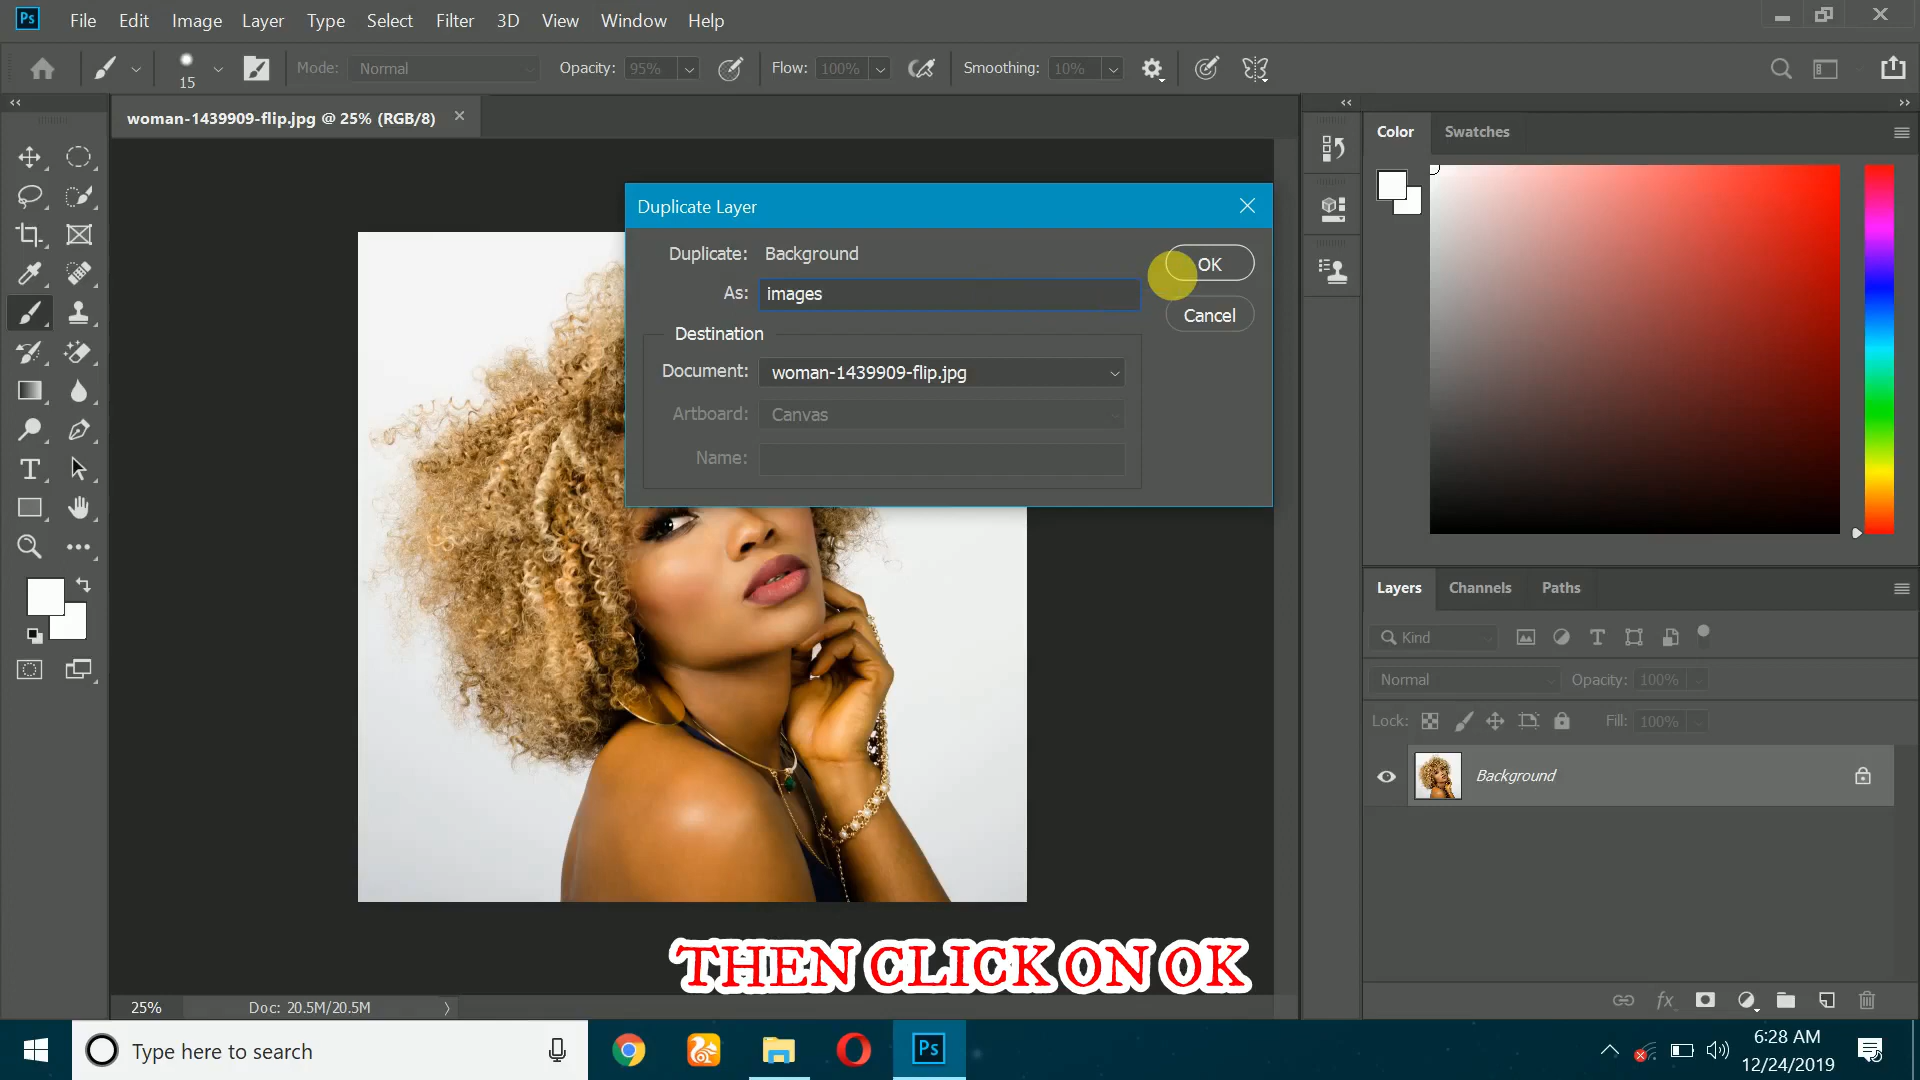 Ps File Edit Image Layer Type Select Filter 3D View Window Help
15 Mode: Normal Opacity: 95% Flow: 100% Smoothing: 10%
woman-1439909-flip.jpg @ 25% (RGB/8)
Color Swatches
Duplicate Layer
Duplicate: Background
OK
As: images
Cancel
Destination
Document: woman-1439909-flip.jpg
Artboard: Canvas
Name:
Layers Channels Paths
Kind
Normal Opacity: 100%
Lock: Fill: 100%
Background
THEN CLICK ON OK
25% Doc: 20.5M/20.5M
fx
Type here to search
Ps
6:28 AM
12/24/2019